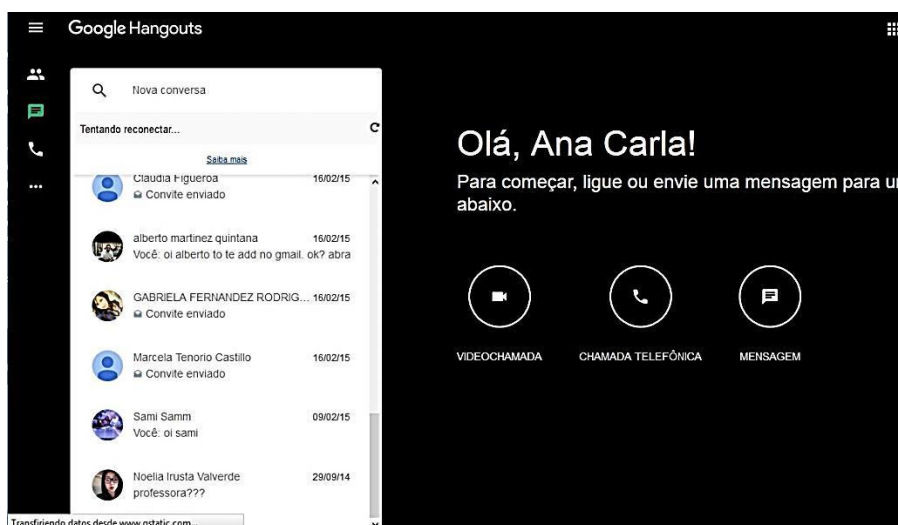 Google Hangouts
Nova conversa
Tentando reconectar...
Saiba mais
Claudia Figueroa 16/02/15
Convite enviado
alberto martinez quintana 16/02/15
Você: oi alberto to te add no gmail. ok? abra
GABRIELA FERNANDEZ RODRIG... 16/02/15
Convite enviado
Marcela Tenorio Castillo 16/02/15
Convite enviado
Sami Samm 09/02/15
Você: oi sami
Noelia Irusta Valverde 29/09/14
professora???
Transfiriendo datos desde www.gstatic.com...
Olá, Ana Carla!
Para começar, ligue ou envie uma mensagem para u
abaixo.
VIDEOCHAMADA CHAMADA TELEFÔNICA MENSAGEM